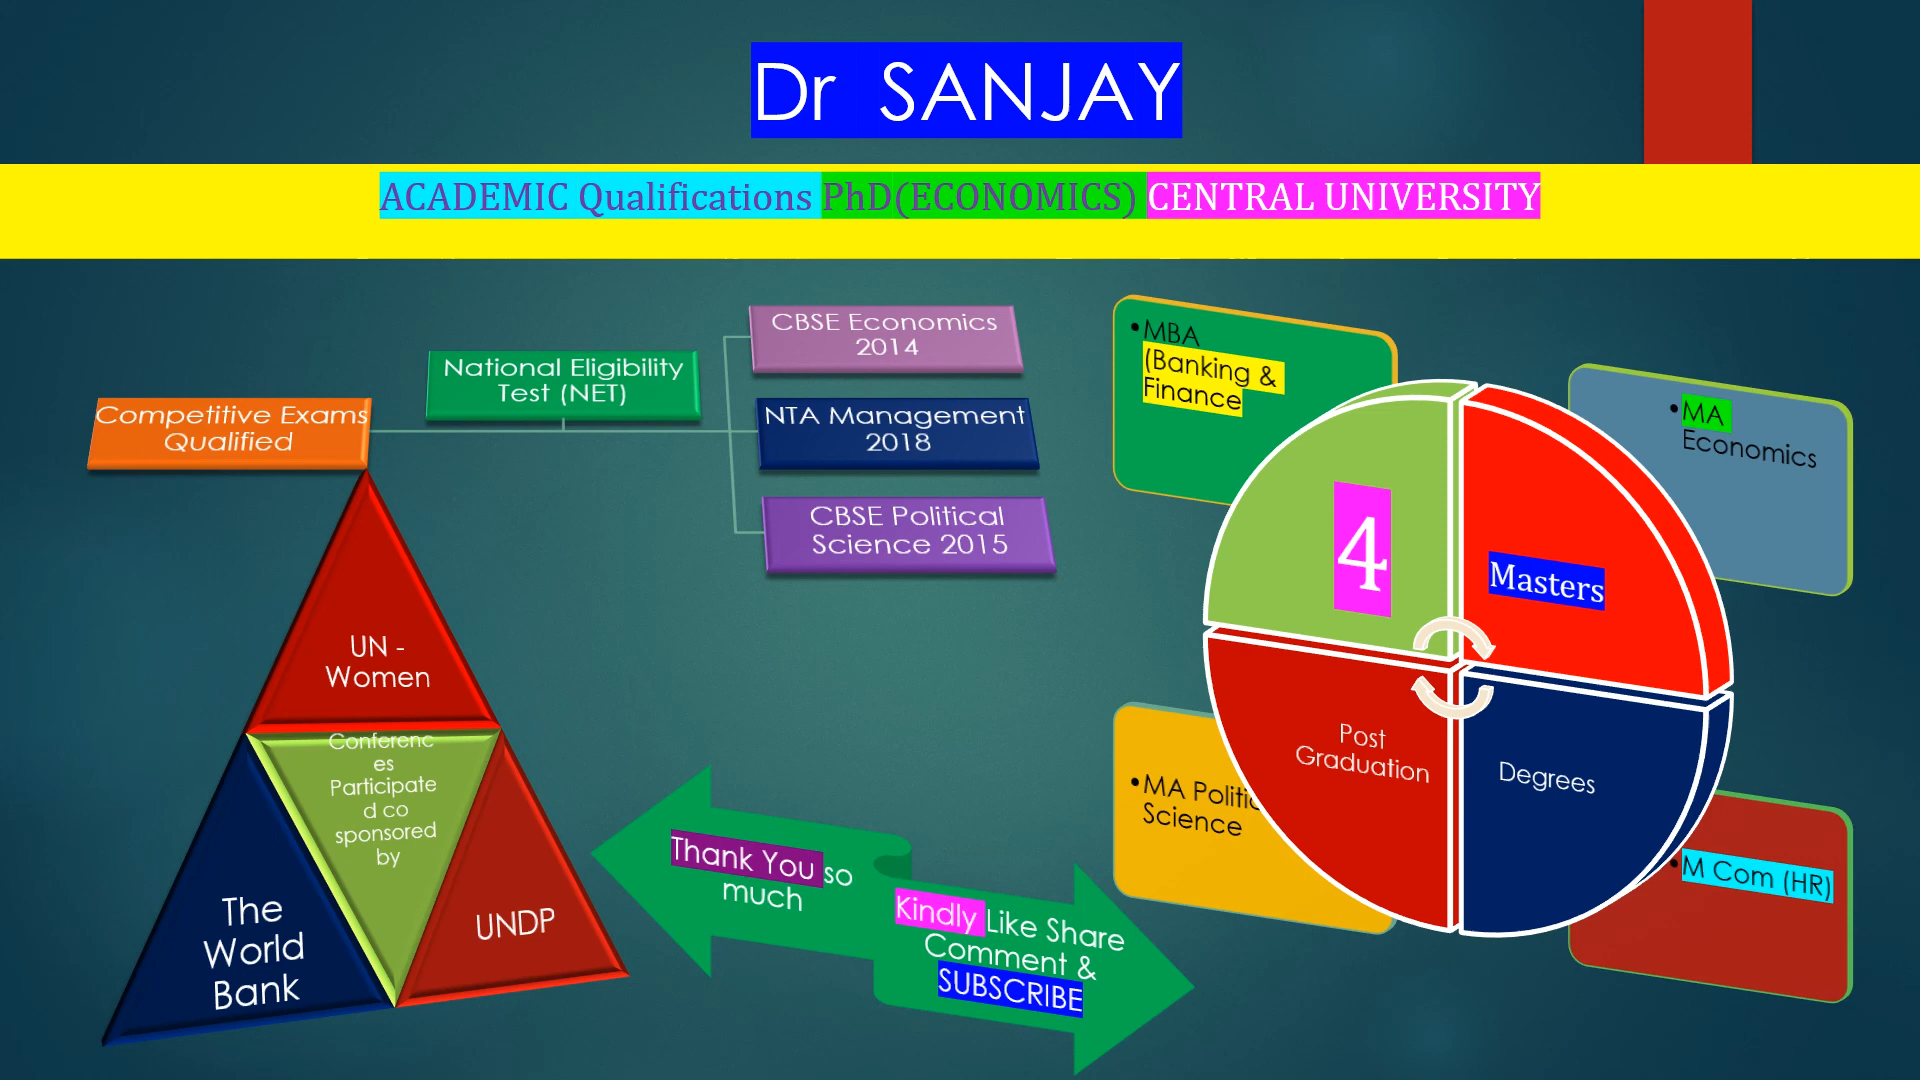 Dr SANJAY
ACADEMIC Qualifications PhD(ECONOMICS) CENTRAL UNIVERSITY
Competitive Exams
Qualified
National Eligibility
Test (NET)
CBSE Economics
2014
NTA Management
2018
CBSE Political
Science 2015
UN -
Women
Conferenc
es
Participate
d co
sponsored
by
The
World
Bank
UNDP
Thank You so
much
Kindly Like Share
Comment &
SUBSCRIBE
•MBA
(Banking &
Finance
•MA
Economics
4
Masters
Post
Graduation
Degrees
•MA Politic
Science
•M Com (HR)